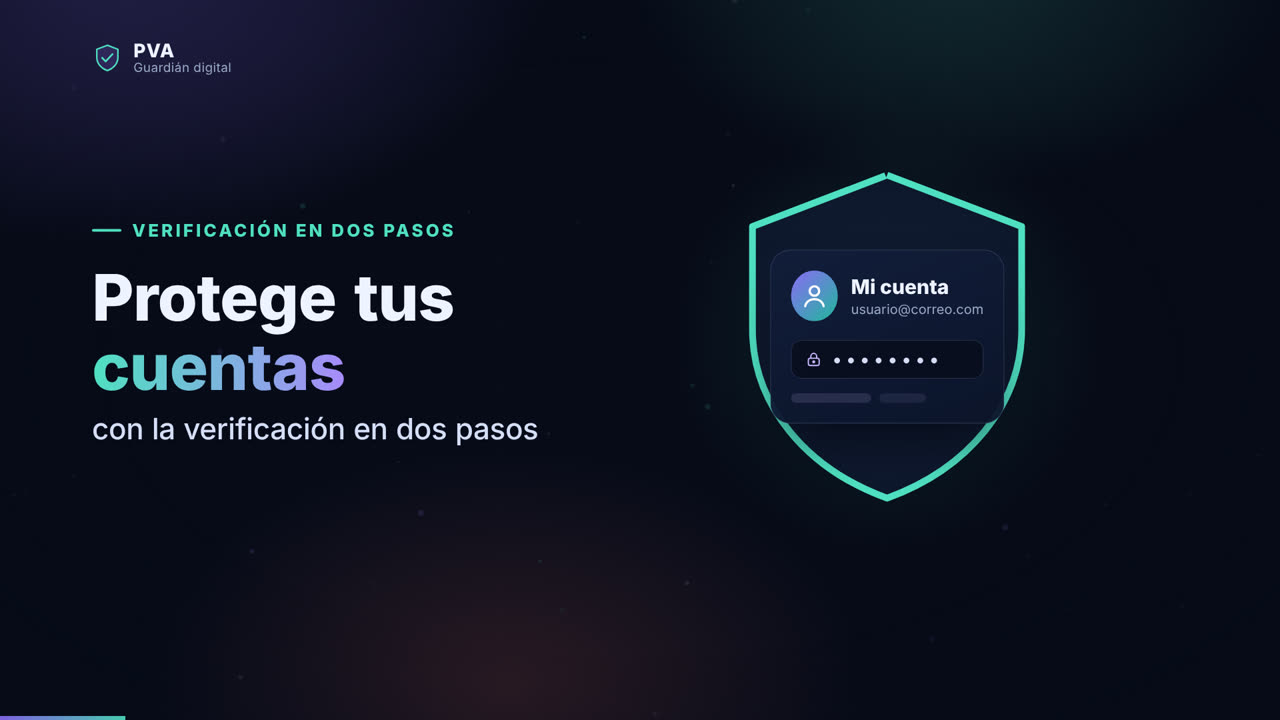 PVA
Guardián digital
VERIFICACIÓN EN DOS PASOS
Protege tus
cuentas
con la verificación en dos pasos
Mi cuenta
usuario@correo.com